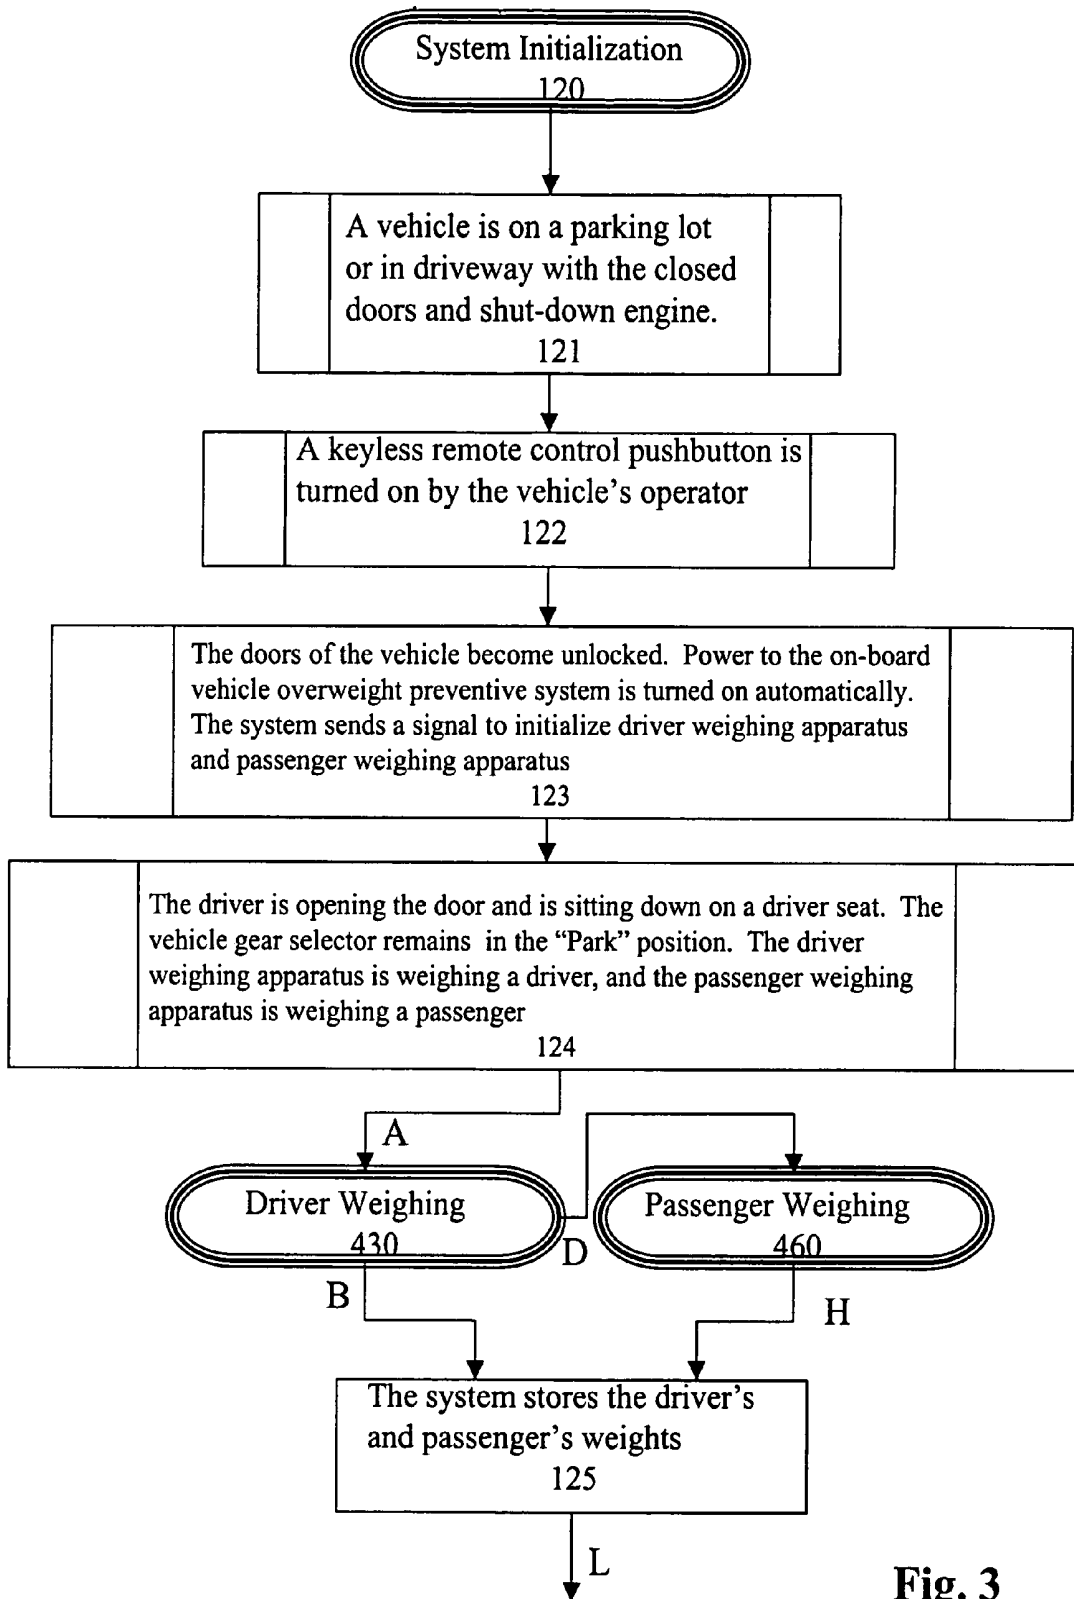 System Initialization
120
A vehicle is on a parking lot
or in driveway with the closed
doors and shut-down engine.
121
A keyless remote control pushbutton is
turned on by the vehicle's operator
122
The doors of the vehicle become unlocked. Power to the on-board
vehicle overweight preventive system is turned on automatically.
The system sends a signal to initialize driver weighing apparatus
and passenger weighing apparatus
123
The driver is opening the door and is sitting down on a driver seat. The
vehicle gear selector remains in the “Park” position. The driver
weighing apparatus is weighing a driver, and the passenger weighing
apparatus is weighing a passenger
124
A
Driver Weighing
430
D
Passenger Weighing
460
B
H
The system stores the driver's
and passenger's weights
125
L
Fig. 3